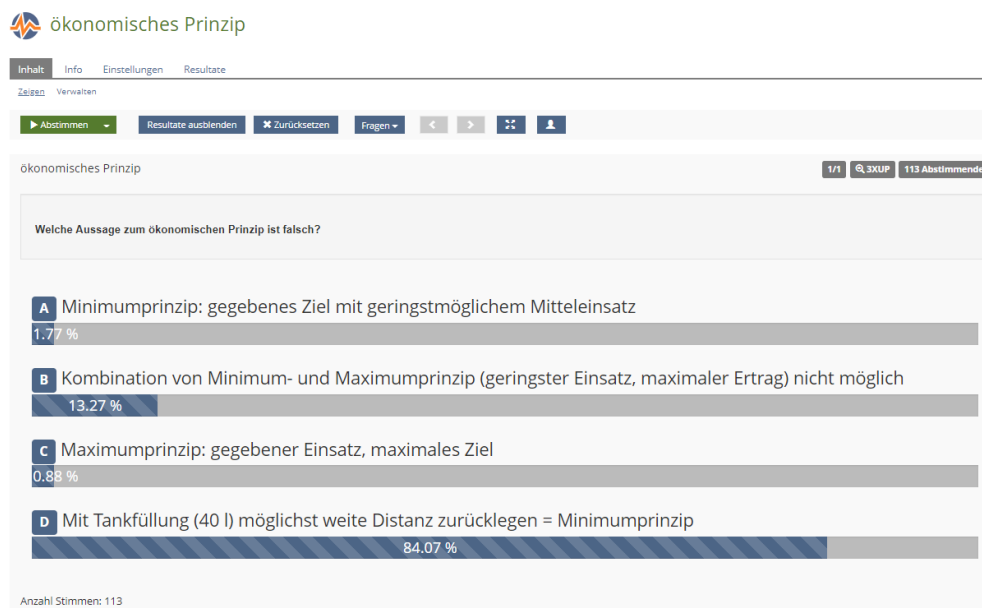 ökonomisches Prinzip
Inhalt Info Einstellungen Resultate
Zeigen Verwalten
Abstimmen Resultate ausblenden Zurücksetzen Fragen
ökonomisches Prinzip 1/1 3XUP 113 Abstimmende
Welche Aussage zum ökonomischen Prinzip ist falsch?
A Minimumprinzip: gegebenes Ziel mit geringstmöglichem Mitteleinsatz
1.77 %
B Kombination von Minimum- und Maximumprinzip (geringster Einsatz, maximaler Ertrag) nicht möglich
13.27 %
C Maximumprinzip: gegebener Einsatz, maximales Ziel
0.88 %
D Mit Tankfüllung (40 l) möglichst weite Distanz zurücklegen = Minimumprinzip
84.07 %
Anzahl Stimmen: 113